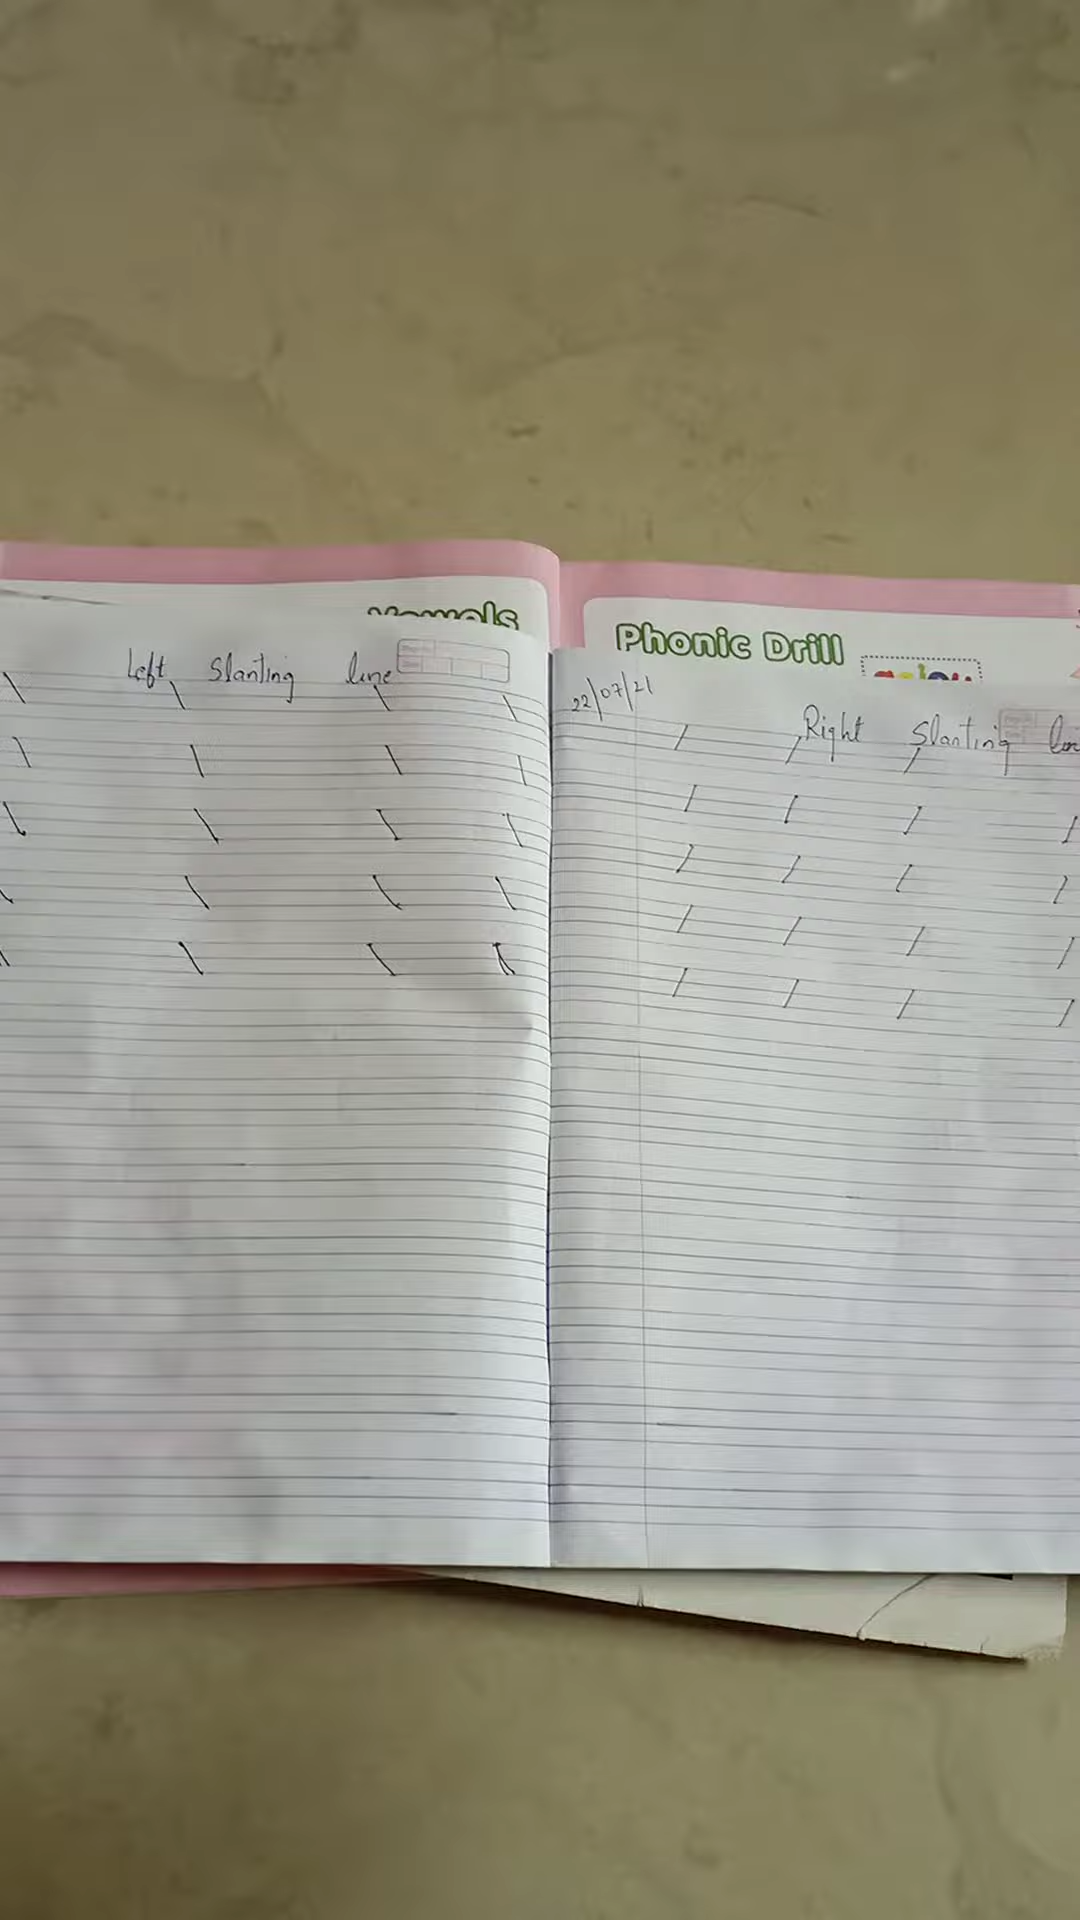 Vowels
Left Slanting line
Phonic Drill
22/07/21
Right Slanting